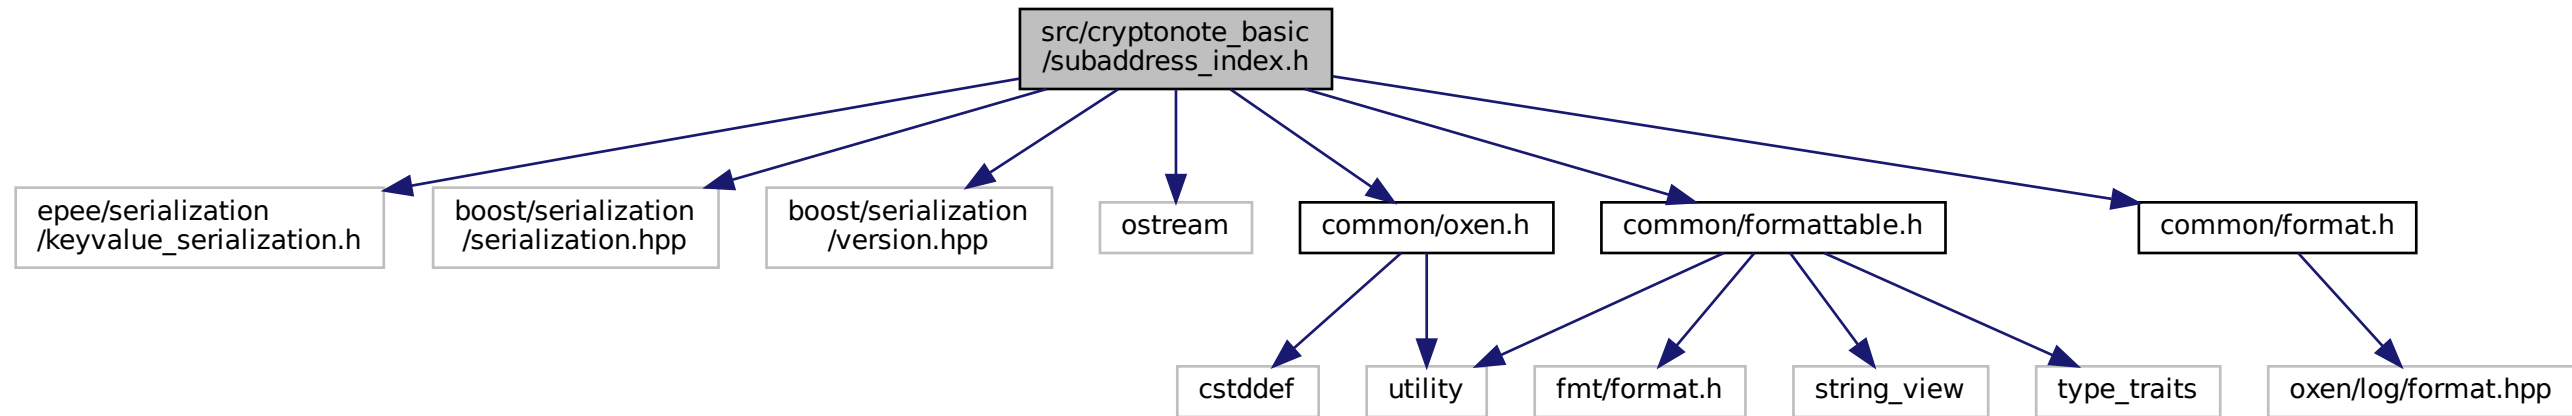 src/cryptonote_basic
/subaddress_index.h
epee/serialization
/keyvalue_serialization.h
boost/serialization
/serialization.hpp
boost/serialization
/version.hpp
ostream
common/oxen.h
common/formattable.h
common/format.h
cstddef
utility
fmt/format.h
string_view
type_traits
oxen/log/format.hpp